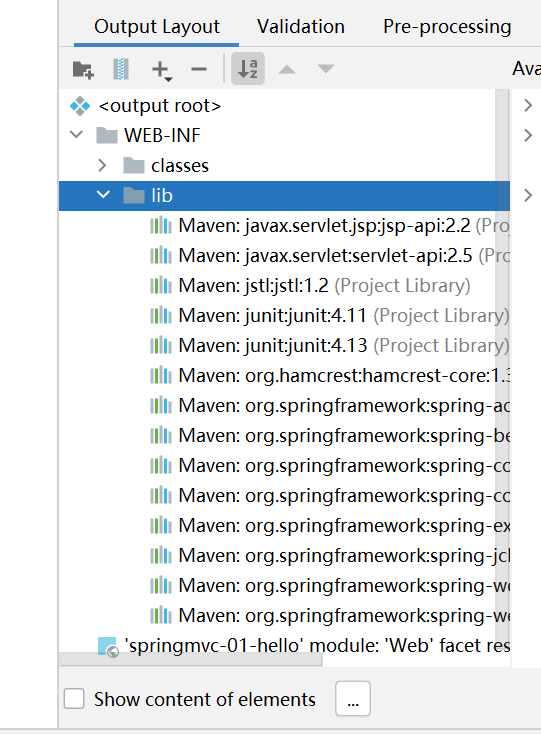 Output Layout Validation Pre-processing
Ava
<output root>
WEB-INF
classes
lib
Maven: javax.servlet.jsp:jsp-api:2.2 (Pro
Maven: javax.servlet:servlet-api:2.5 (Pro
Maven: jstl:jstl:1.2 (Project Library)
Maven: junit:junit:4.11 (Project Library)
Maven: junit:junit:4.13 (Project Library)
Maven: org.hamcrest:hamcrest-core:1.3
Maven: org.springframework:spring-ao
Maven: org.springframework:spring-be
Maven: org.springframework:spring-co
Maven: org.springframework:spring-co
Maven: org.springframework:spring-ex
Maven: org.springframework:spring-jcl
Maven: org.springframework:spring-we
Maven: org.springframework:spring-we
'springmvc-01-hello' module: 'Web' facet res
Show content of elements ...